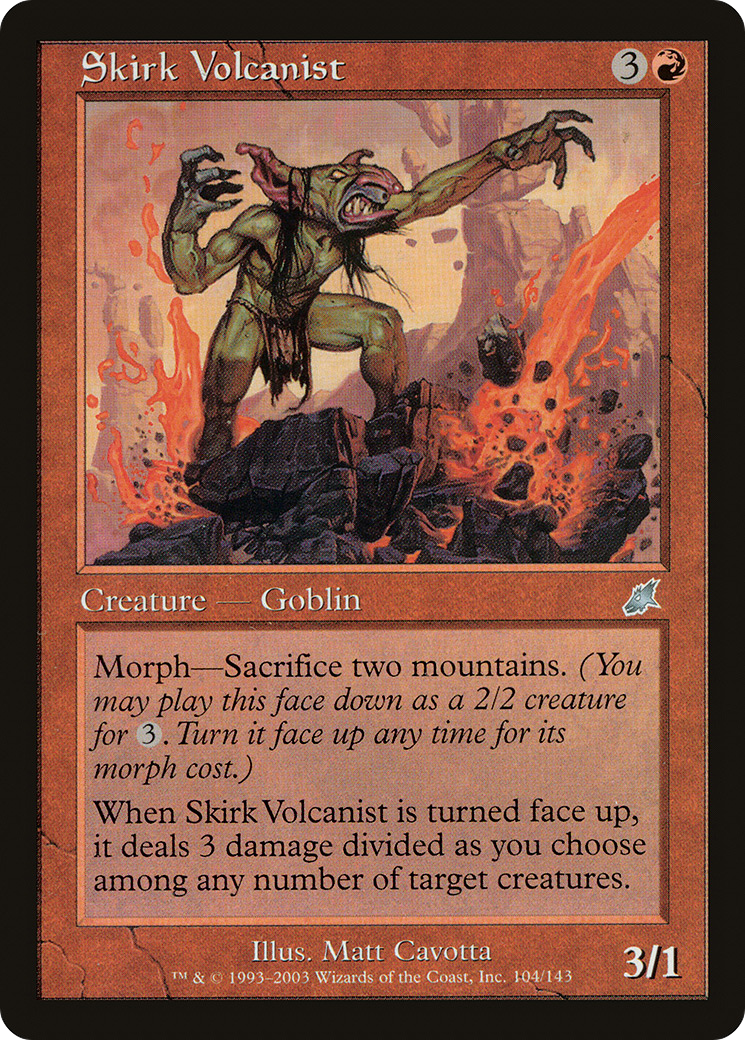 Skirk Volcanist 3
Creature — Goblin
Morph—Sacrifice two mountains. (You
may play this face down as a 2/2 creature
for 3. Turn it face up any time for its
morph cost.)
When Skirk Volcanist is turned face up,
it deals 3 damage divided as you choose
among any number of target creatures.
Illus. Matt Cavotta
™ & © 1993–2003 Wizards of the Coast, Inc. 104/143
3/1